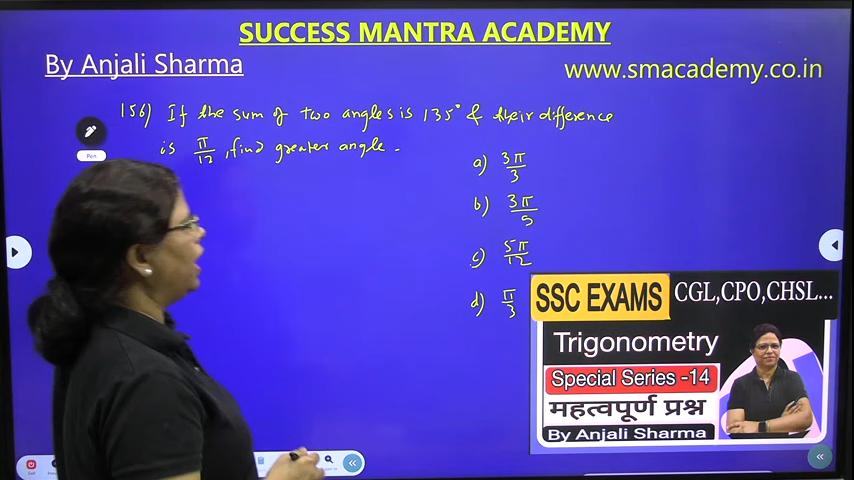 SUCCESS MANTRA ACADEMY
By Anjali Sharma
www.smacademy.co.in
156) If the sum of two angles is 135° & their difference
is π/12, find greater angle.
Pen
a) 3π/3
b) 3π/5
c) 5π/12
d) π/3
SSC EXAMS CGL,CPO,CHSL...
Trigonometry
Special Series -14
महत्वपूर्ण प्रश्न
By Anjali Sharma